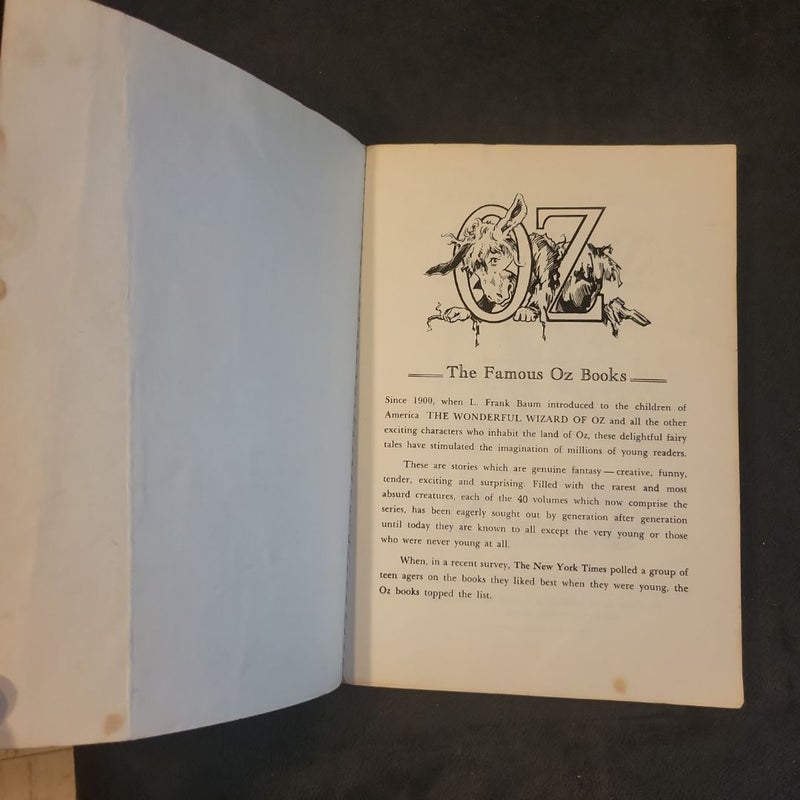 OZ
The Famous Oz Books
Since 1900, when L. Frank Baum introduced to the children of
America THE WONDERFUL WIZARD OF OZ and all the other
exciting characters who inhabit the land of Oz, these delightful fairy
tales have stimulated the imagination of millions of young readers.
These are stories which are genuine fantasy — creative, funny,
tender, exciting and surprising. Filled with the rarest and most
absurd creatures, each of the 40 volumes which now comprise the
series, has been eagerly sought out by generation after generation
until today they are known to all except the very young or those
who were never young at all.
When, in a recent survey, The New York Times polled a group of
teen agers on the books they liked best when they were young, the
Oz books topped the list.